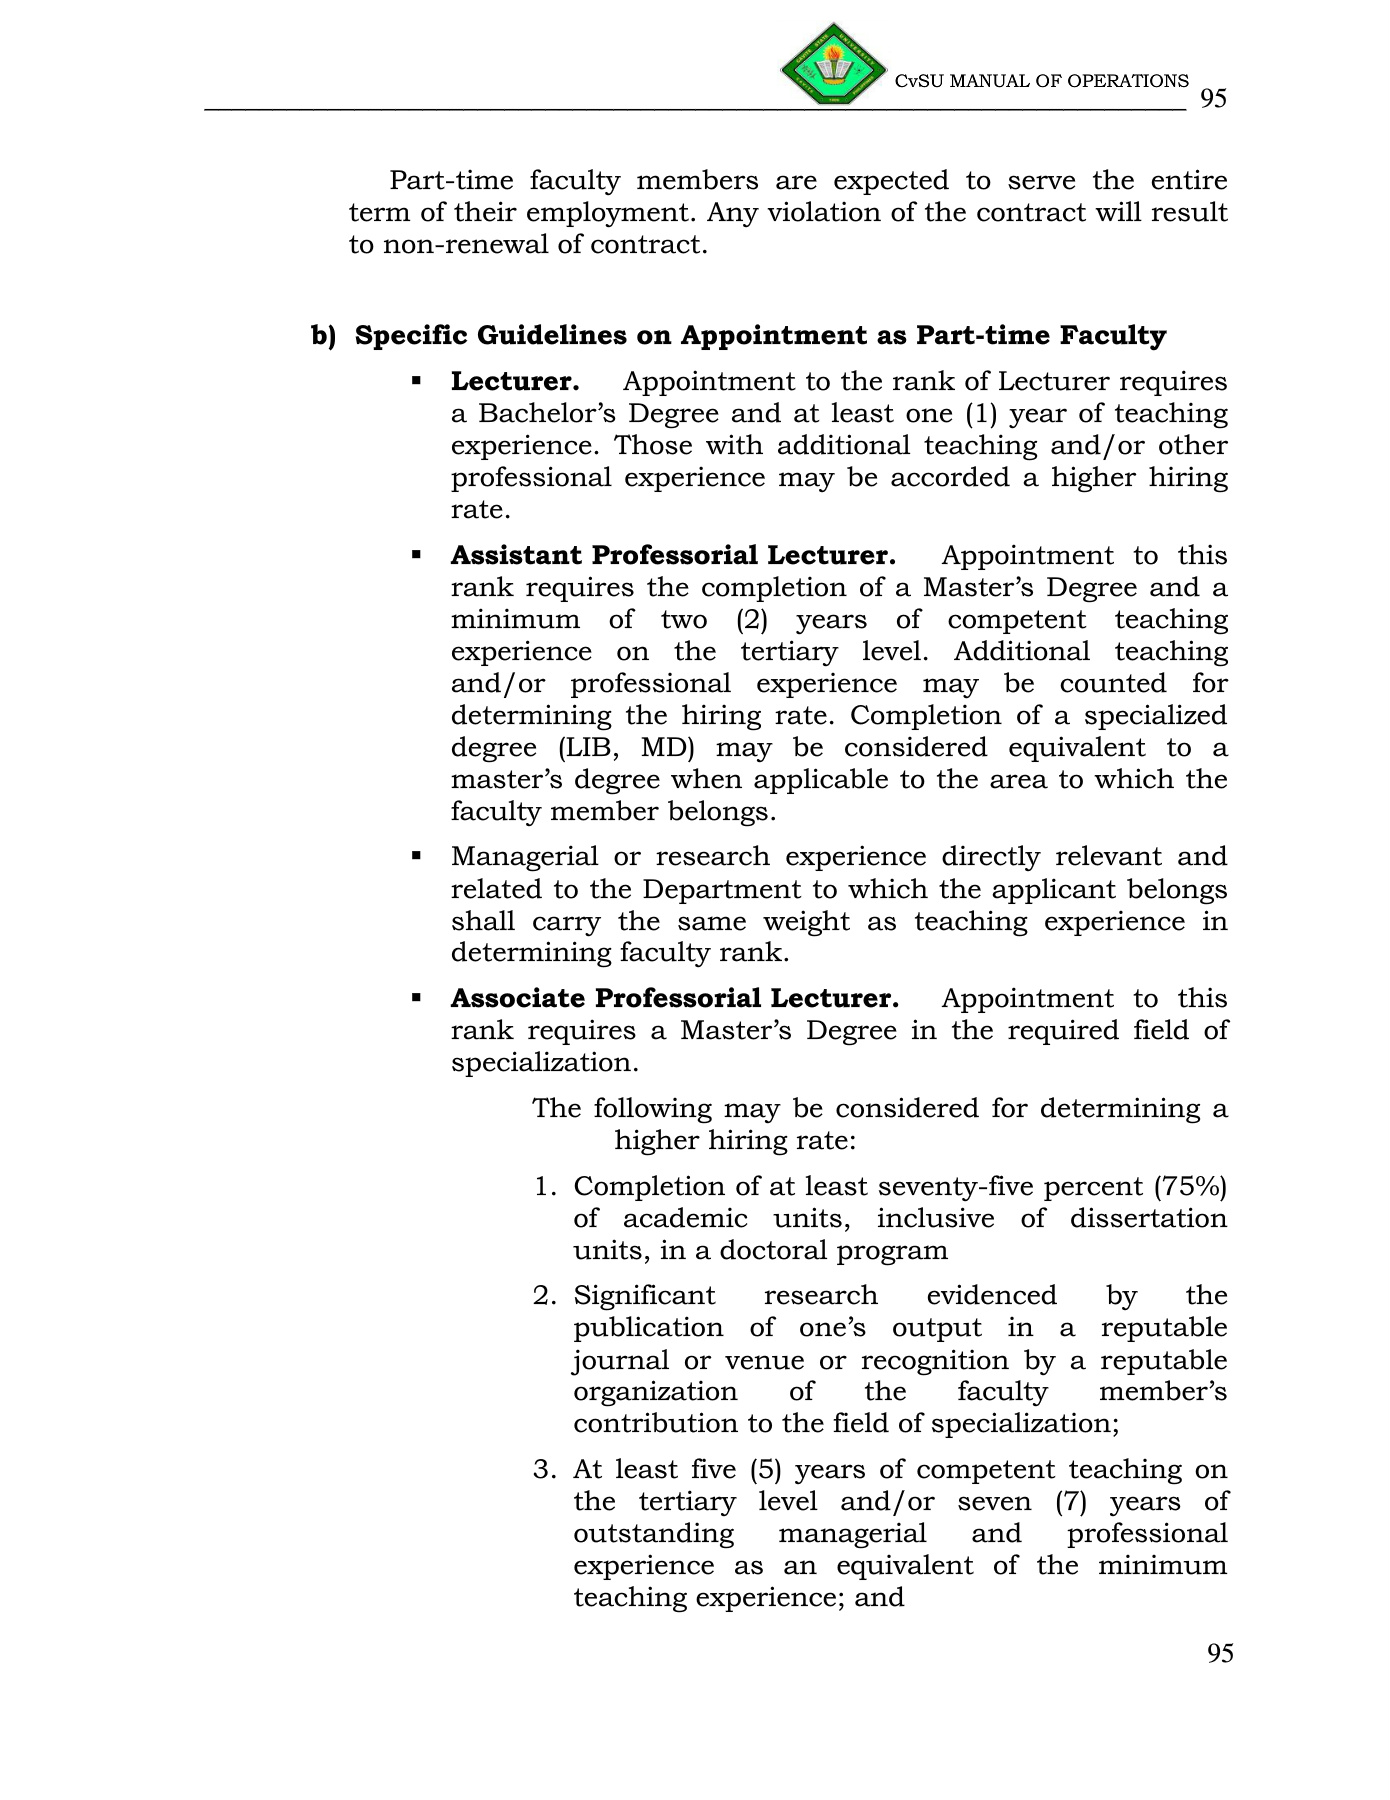 CvSU MANUAL OF OPERATIONS 95
Part-time faculty members are expected to serve the entire
term of their employment. Any violation of the contract will result
to non-renewal of contract.
b) Specific Guidelines on Appointment as Part-time Faculty
▪ Lecturer. Appointment to the rank of Lecturer requires
a Bachelor’s Degree and at least one (1) year of teaching
experience. Those with additional teaching and/or other
professional experience may be accorded a higher hiring
rate.
▪ Assistant Professorial Lecturer. Appointment to this
rank requires the completion of a Master’s Degree and a
minimum of two (2) years of competent teaching
experience on the tertiary level. Additional teaching
and/or professional experience may be counted for
determining the hiring rate. Completion of a specialized
degree (LIB, MD) may be considered equivalent to a
master’s degree when applicable to the area to which the
faculty member belongs.
▪ Managerial or research experience directly relevant and
related to the Department to which the applicant belongs
shall carry the same weight as teaching experience in
determining faculty rank.
▪ Associate Professorial Lecturer. Appointment to this
rank requires a Master’s Degree in the required field of
specialization.
The following may be considered for determining a
higher hiring rate:
1. Completion of at least seventy-five percent (75%)
of academic units, inclusive of dissertation
units, in a doctoral program
2. Significant research evidenced by the
publication of one’s output in a reputable
journal or venue or recognition by a reputable
organization of the faculty member’s
contribution to the field of specialization;
3. At least five (5) years of competent teaching on
the tertiary level and/or seven (7) years of
outstanding managerial and professional
experience as an equivalent of the minimum
teaching experience; and
95